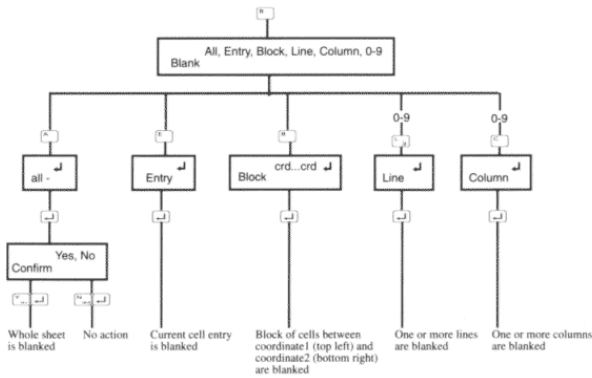 B
All, Entry, Block, Line, Column, 0-9
Blank
0-9
0-9
A
E
B
L
C
all -
Entry
crd...crd
Block
Line
Column
Yes, No
Confirm
Y ...
N ...
Whole sheet
is blanked
No action
Current cell entry
is blanked
Block of cells between
coordinate1 (top left) and
coordinate2 (bottom right)
are blanked
One or more lines
are blanked
One or more columns
are blanked